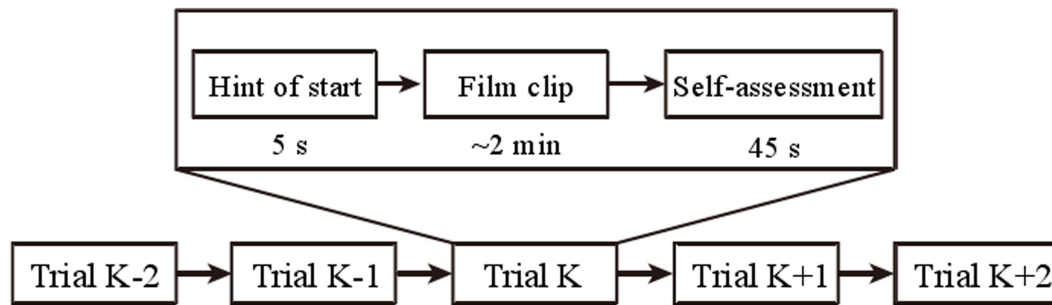 Hint of start
Film clip
Self-assessment
5 s
~2 min
45 s
Trial K-2
Trial K-1
Trial K
Trial K+1
Trial K+2